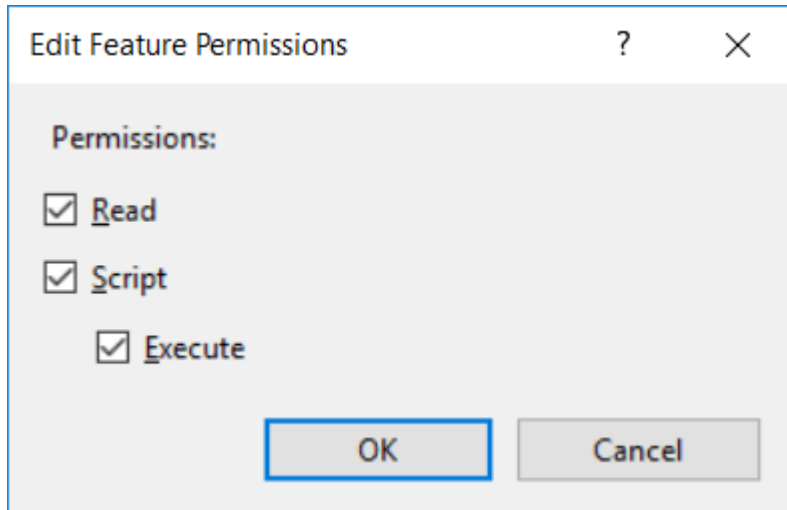 Edit Feature Permissions ?
Permissions:
Read
Script
Execute
OK Cancel